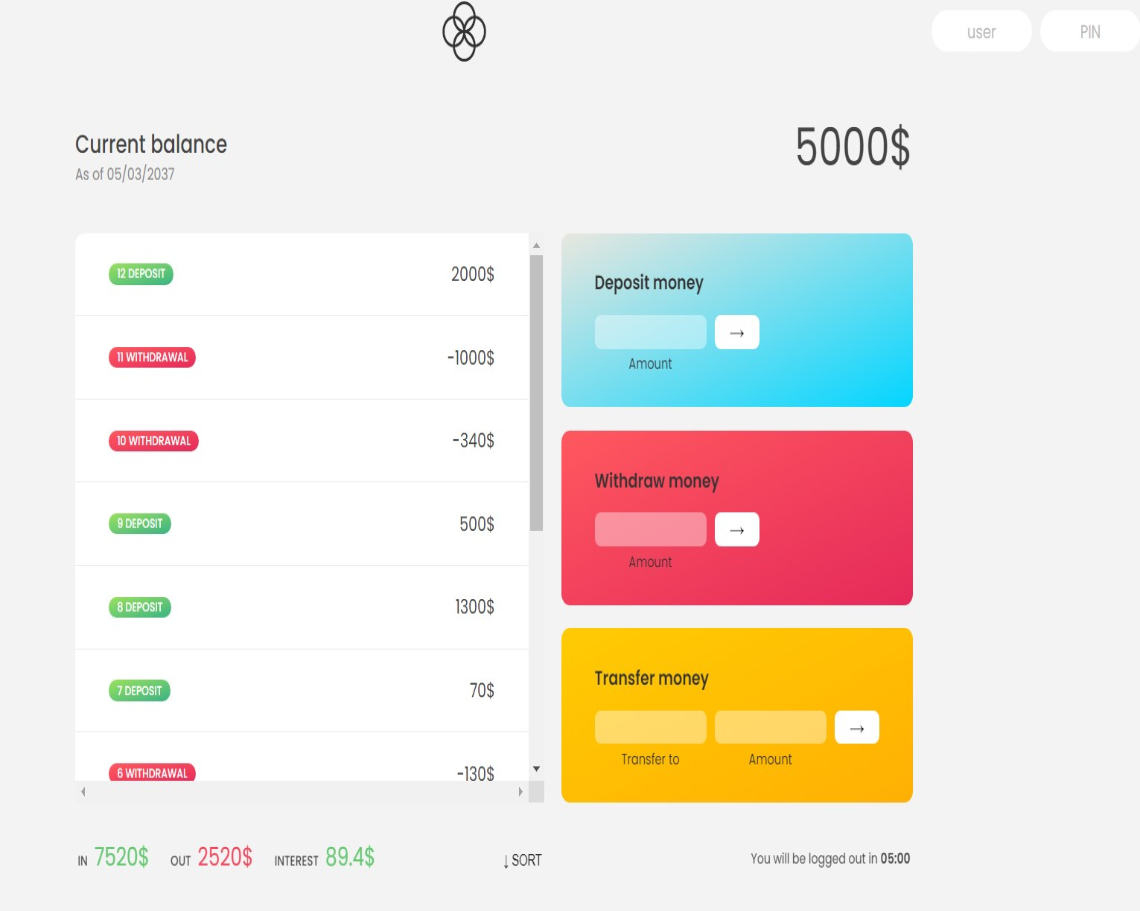 user PIN
Current balance
As of 05/03/2037
5000$
12 DEPOSIT 2000$
11 WITHDRAWAL -1000$
10 WITHDRAWAL -340$
9 DEPOSIT 500$
8 DEPOSIT 1300$
7 DEPOSIT 70$
6 WITHDRAWAL -130$
Deposit money
→
Amount
Withdraw money
→
Amount
Transfer money
→
Transfer to Amount
IN 7520$ OUT 2520$ INTEREST 89.4$ ↓ SORT
You will be logged out in 05:00